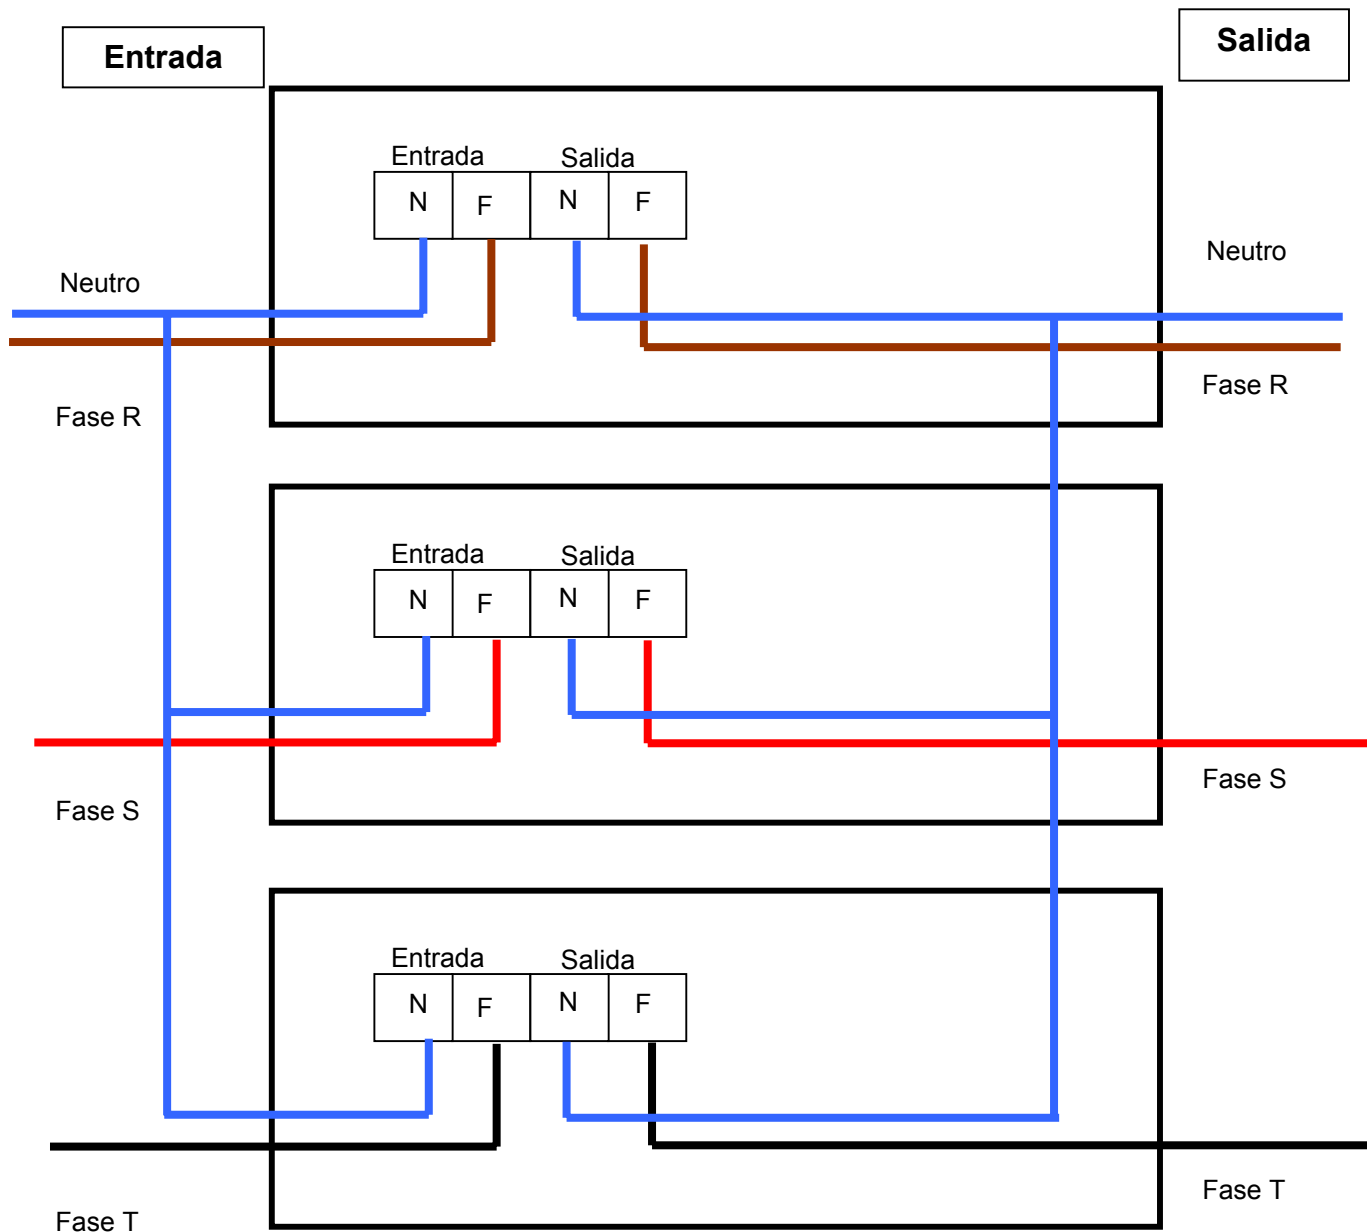 Entrada
Salida
Entrada Salida
N F N F
Neutro
Neutro
Fase R
Fase R
Entrada Salida
N F N F
Fase S
Fase S
Entrada Salida
N F N F
Fase T
Fase T